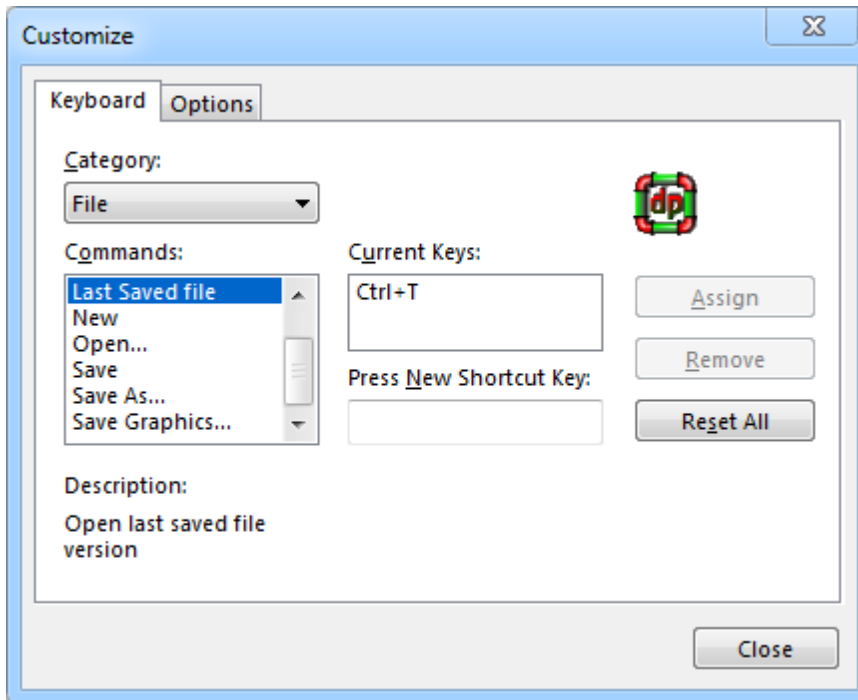 Customize
Keyboard
Options
Category:
File
Commands:
Last Saved file
New
Open...
Save
Save As...
Save Graphics...
Current Keys:
Ctrl+T
Press New Shortcut Key:
dp
Assign
Remove
Reset All
Description:
Open last saved file
version
Close